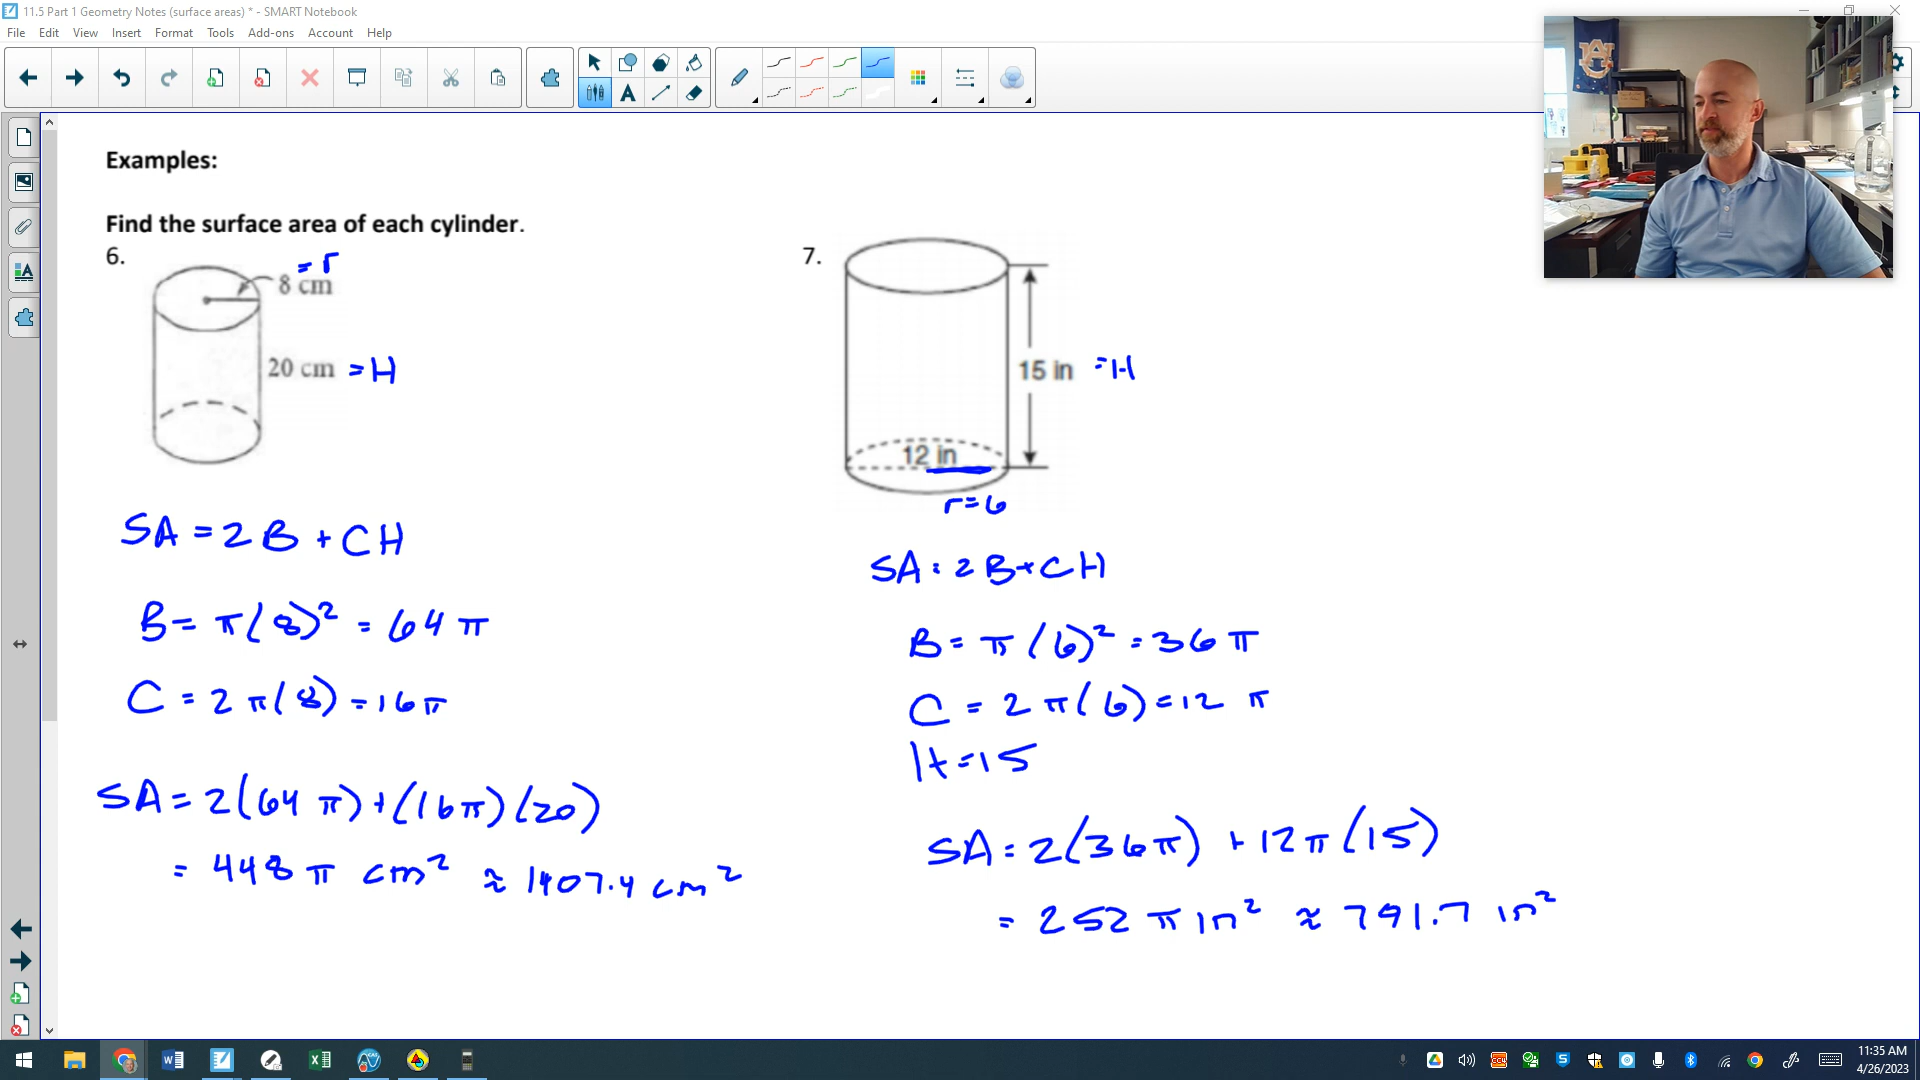 11.5 Part 1 Geometry Notes (surface areas) * - SMART Notebook
File Edit View Insert Format Tools Add-ons Account Help
Examples:
Find the surface area of each cylinder.
6.
= r
8 cm
20 cm = H
SA = 2B + CH
B = π(8)² = 64π
C = 2π(8) = 16π
SA = 2(64π) + (16π)(20)
= 448π cm² ≈ 1407.4 cm²
7.
15 in = H
12 in
r = 6
SA = 2B + CH
B = π(6)² = 36π
C = 2π(6) = 12π
H = 15
SA = 2(36π) + 12π(15)
= 252π in² ≈ 791.7 in²
11:35 AM
4/26/2023